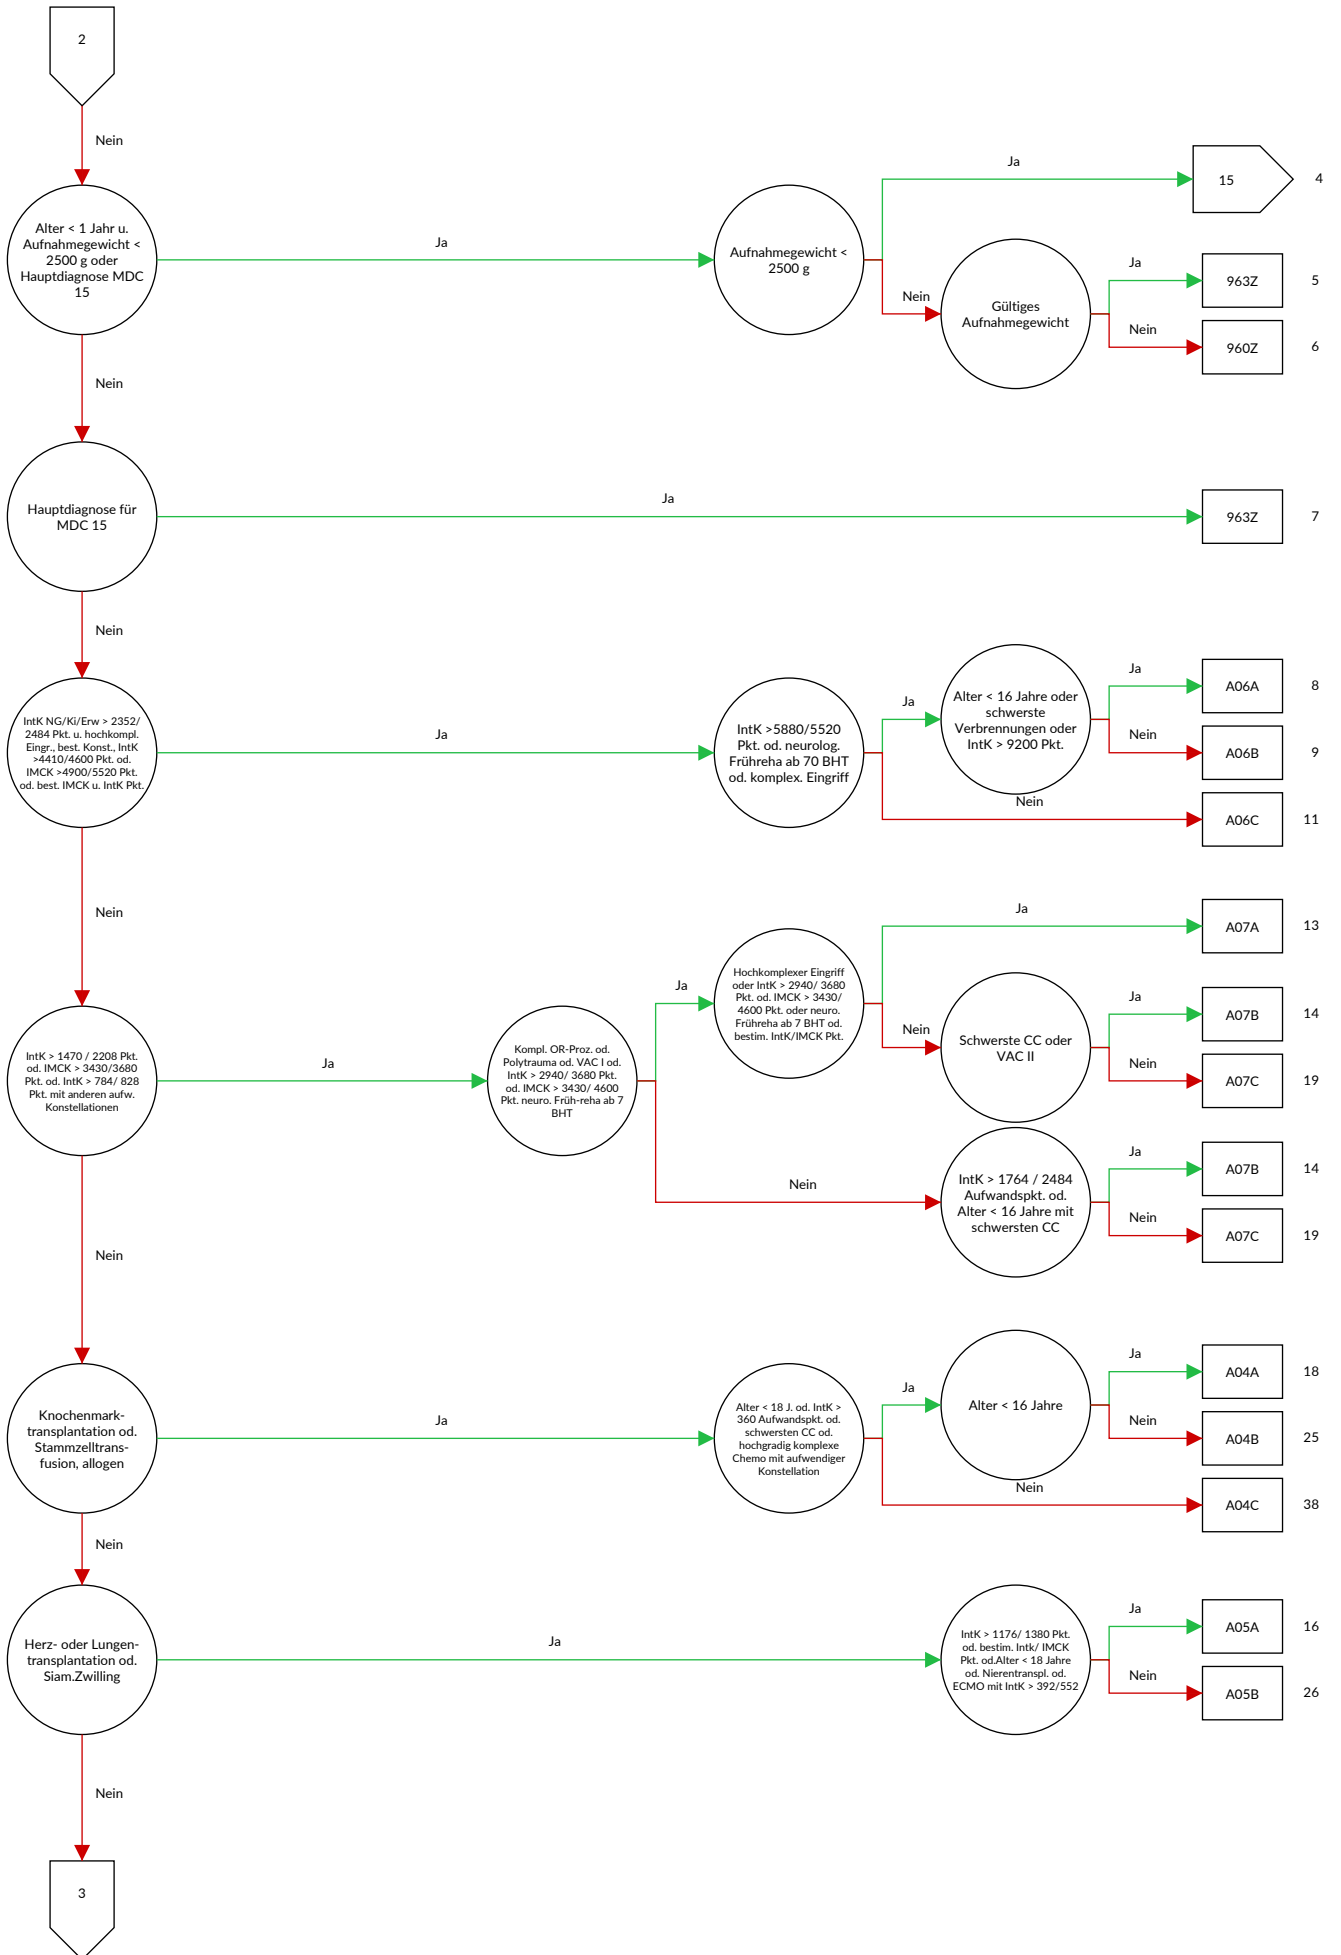 2
Nein
Ja
15
4
Alter < 1 Jahr u.
Aufnahmegewicht <
2500 g oder
Hauptdiagnose MDC
15
Ja
Aufnahmegewicht <
2500 g
Nein
Gültiges
Aufnahmegewicht
Ja
963Z
5
Nein
960Z
6
Nein
Hauptdiagnose für
MDC 15
Ja
963Z
7
Nein
IntK NG/Ki/Erw > 2352/
2484 Pkt. u. hochkompl.
Eingr., best. Konst., IntK
>4410/4600 Pkt. od.
IMCK >4900/5520 Pkt.
od. best. IMCK u. IntK Pkt.
Ja
IntK >5880/5520
Pkt. od. neurolog.
Frühreha ab 70 BHT
od. komplex. Eingriff
Ja
Alter < 16 Jahre oder
schwerste
Verbrennungen oder
IntK > 9200 Pkt.
Ja
A06A
8
Nein
A06B
9
Nein
A06C
11
Nein
IntK > 1470 / 2208 Pkt.
od. IMCK > 3430/3680
Pkt. od. IntK > 784/ 828
Pkt. mit anderen aufw.
Konstellationen
Ja
Kompl. OR-Proz. od.
Polytrauma od. VAC I od.
IntK > 2940/ 3680 Pkt.
od. IMCK > 3430/ 4600
Pkt. neuro. Früh-reha ab 7
BHT
Ja
Hochkomplexer Eingriff
oder IntK > 2940/ 3680
Pkt. od. IMCK > 3430/
4600 Pkt. oder neuro.
Frühreha ab 7 BHT od.
bestim. IntK/IMCK Pkt.
Ja
A07A
13
Nein
Schwerste CC oder
VAC II
Ja
A07B
14
Nein
A07C
19
Nein
IntK > 1764 / 2484
Aufwandspkt. od.
Alter < 16 Jahre mit
schwersten CC
Ja
A07B
14
Nein
A07C
19
Nein
Knochenmark-
transplantation od.
Stammzelltrans-
fusion, allogen
Ja
Alter < 18 J. od. IntK >
360 Aufwandspkt. od.
schwersten CC od.
hochgradig komplexe
Chemo mit aufwendiger
Konstellation
Ja
Alter < 16 Jahre
Ja
A04A
18
Nein
A04B
25
Nein
A04C
38
Nein
Herz- oder Lungen-
transplantation od.
Siam.Zwilling
Ja
IntK > 1176/ 1380 Pkt.
od. bestim. Intk/ IMCK
Pkt. od.Alter < 18 Jahre
od. Nierentranspl. od.
ECMO mit IntK > 392/552
Ja
A05A
16
Nein
A05B
26
Nein
3